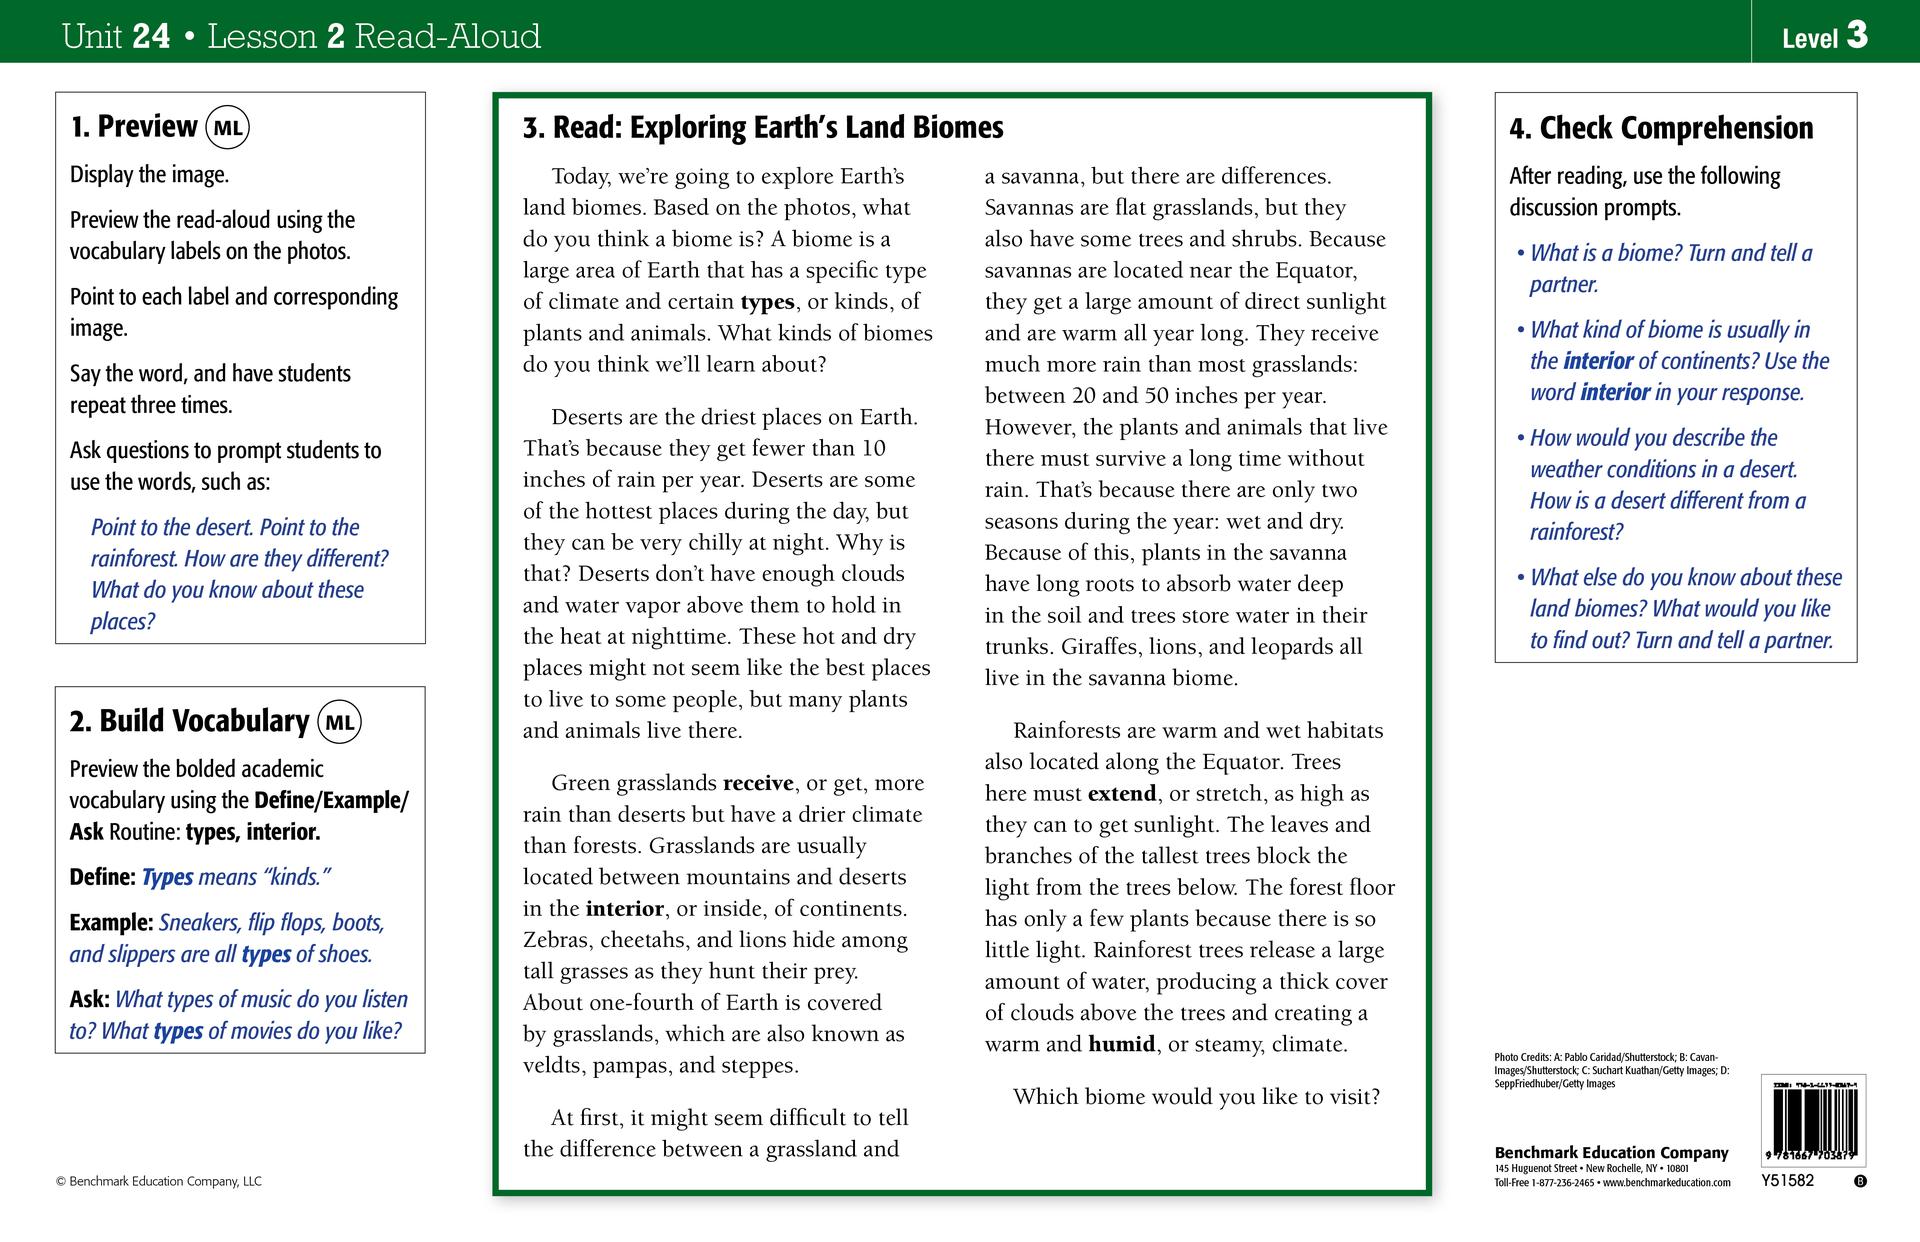 Unit 24 • Lesson 2 Read-Aloud
Level 3
1. Preview ML
Display the image.
Preview the read-aloud using the
vocabulary labels on the photos.
Point to each label and corresponding
image.
Say the word, and have students
repeat three times.
Ask questions to prompt students to
use the words, such as:
Point to the desert. Point to the
rainforest. How are they different?
What do you know about these
places?
2. Build Vocabulary ML
Preview the bolded academic
vocabulary using the Define/Example/
Ask Routine: types, interior.
Define: Types means “kinds.”
Example: Sneakers, flip flops, boots,
and slippers are all types of shoes.
Ask: What types of music do you listen
to? What types of movies do you like?
© Benchmark Education Company, LLC
3. Read: Exploring Earth’s Land Biomes
Today, we’re going to explore Earth’s
land biomes. Based on the photos, what
do you think a biome is? A biome is a
large area of Earth that has a specific type
of climate and certain types, or kinds, of
plants and animals. What kinds of biomes
do you think we’ll learn about?
Deserts are the driest places on Earth.
That’s because they get fewer than 10
inches of rain per year. Deserts are some
of the hottest places during the day, but
they can be very chilly at night. Why is
that? Deserts don’t have enough clouds
and water vapor above them to hold in
the heat at nighttime. These hot and dry
places might not seem like the best places
to live to some people, but many plants
and animals live there.
Green grasslands receive, or get, more
rain than deserts but have a drier climate
than forests. Grasslands are usually
located between mountains and deserts
in the interior, or inside, of continents.
Zebras, cheetahs, and lions hide among
tall grasses as they hunt their prey.
About one-fourth of Earth is covered
by grasslands, which are also known as
veldts, pampas, and steppes.
At first, it might seem difficult to tell
the difference between a grassland and
a savanna, but there are differences.
Savannas are flat grasslands, but they
also have some trees and shrubs. Because
savannas are located near the Equator,
they get a large amount of direct sunlight
and are warm all year long. They receive
much more rain than most grasslands:
between 20 and 50 inches per year.
However, the plants and animals that live
there must survive a long time without
rain. That’s because there are only two
seasons during the year: wet and dry.
Because of this, plants in the savanna
have long roots to absorb water deep
in the soil and trees store water in their
trunks. Giraffes, lions, and leopards all
live in the savanna biome.
Rainforests are warm and wet habitats
also located along the Equator. Trees
here must extend, or stretch, as high as
they can to get sunlight. The leaves and
branches of the tallest trees block the
light from the trees below. The forest floor
has only a few plants because there is so
little light. Rainforest trees release a large
amount of water, producing a thick cover
of clouds above the trees and creating a
warm and humid, or steamy, climate.
Which biome would you like to visit?
4. Check Comprehension
After reading, use the following
discussion prompts.
• What is a biome? Turn and tell a
partner.
• What kind of biome is usually in
the interior of continents? Use the
word interior in your response.
• How would you describe the
weather conditions in a desert.
How is a desert different from a
rainforest?
• What else do you know about these
land biomes? What would you like
to find out? Turn and tell a partner.
Photo Credits: A: Pablo Caridad/Shutterstock; B: Cavan-
Images/Shutterstock; C: Suchart Kuathan/Getty Images; D:
SeppFriedhuber/Getty Images
Benchmark Education Company
145 Huguenot Street • New Rochelle, NY • 10801
Toll-Free 1-877-236-2465 • www.benchmarkeducation.com
9 781667 703879
Y51582
B